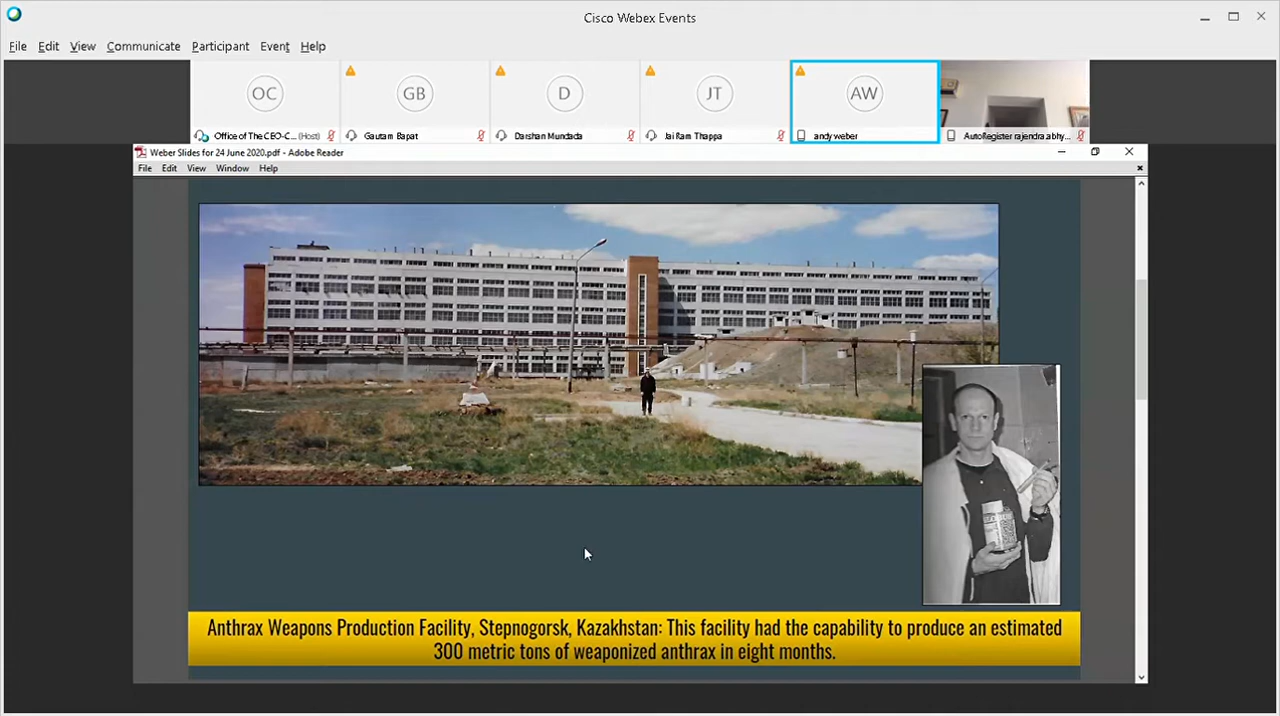 Cisco Webex Events
File Edit View Communicate Participant Event Help
OC GB D JT AW
Office of The CEO-C... (Host) Gautam Bapat Darshan Mundada Jai Ram Thappa andy weber AutoRegister rajendra.abhy...
Weber Slides for 24 June 2020.pdf - Adobe Reader
File Edit View Window Help
Anthrax Weapons Production Facility, Stepnogorsk, Kazakhstan: This facility had the capability to produce an estimated
300 metric tons of weaponized anthrax in eight months.